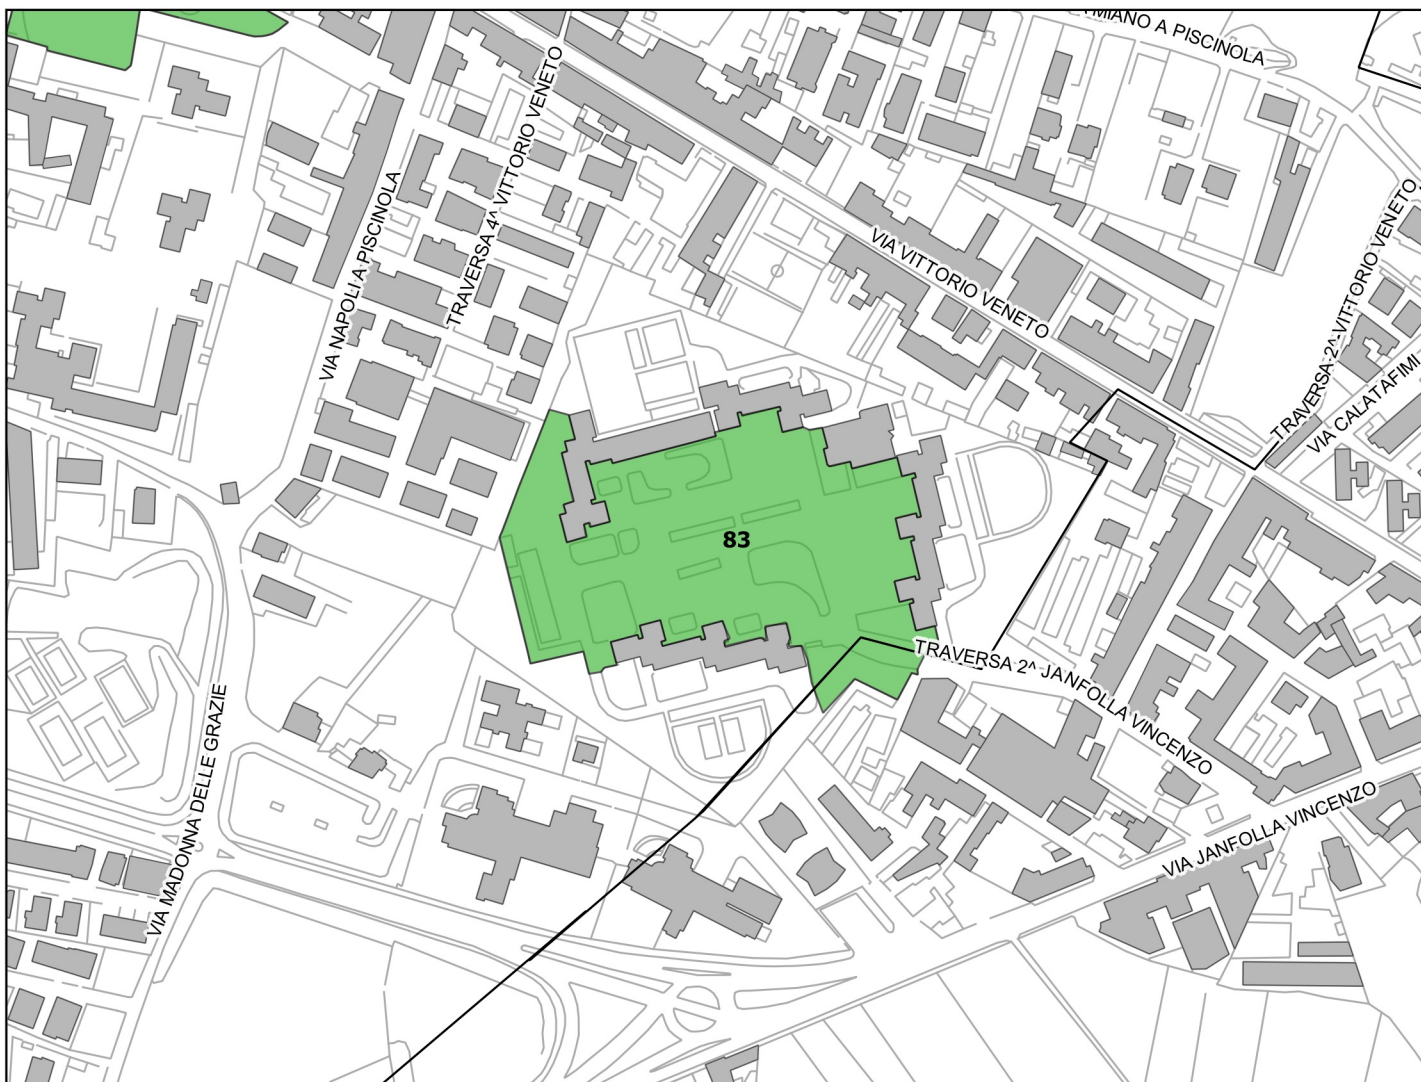 MIANO A PISCINOLA
TRAVERSA 4^ VITTORIO VENETO
VIA NAPOLI A PISCINOLA
TRAVERSA 2^ VITTORIO VENETO
VIA VITTORIO VENETO
VIA CALATAFIMI
83
TRAVERSA 2^ JANFOLLA VINCENZO
VIA MADONNA DELLE GRAZIE
VIA JANFOLLA VINCENZO